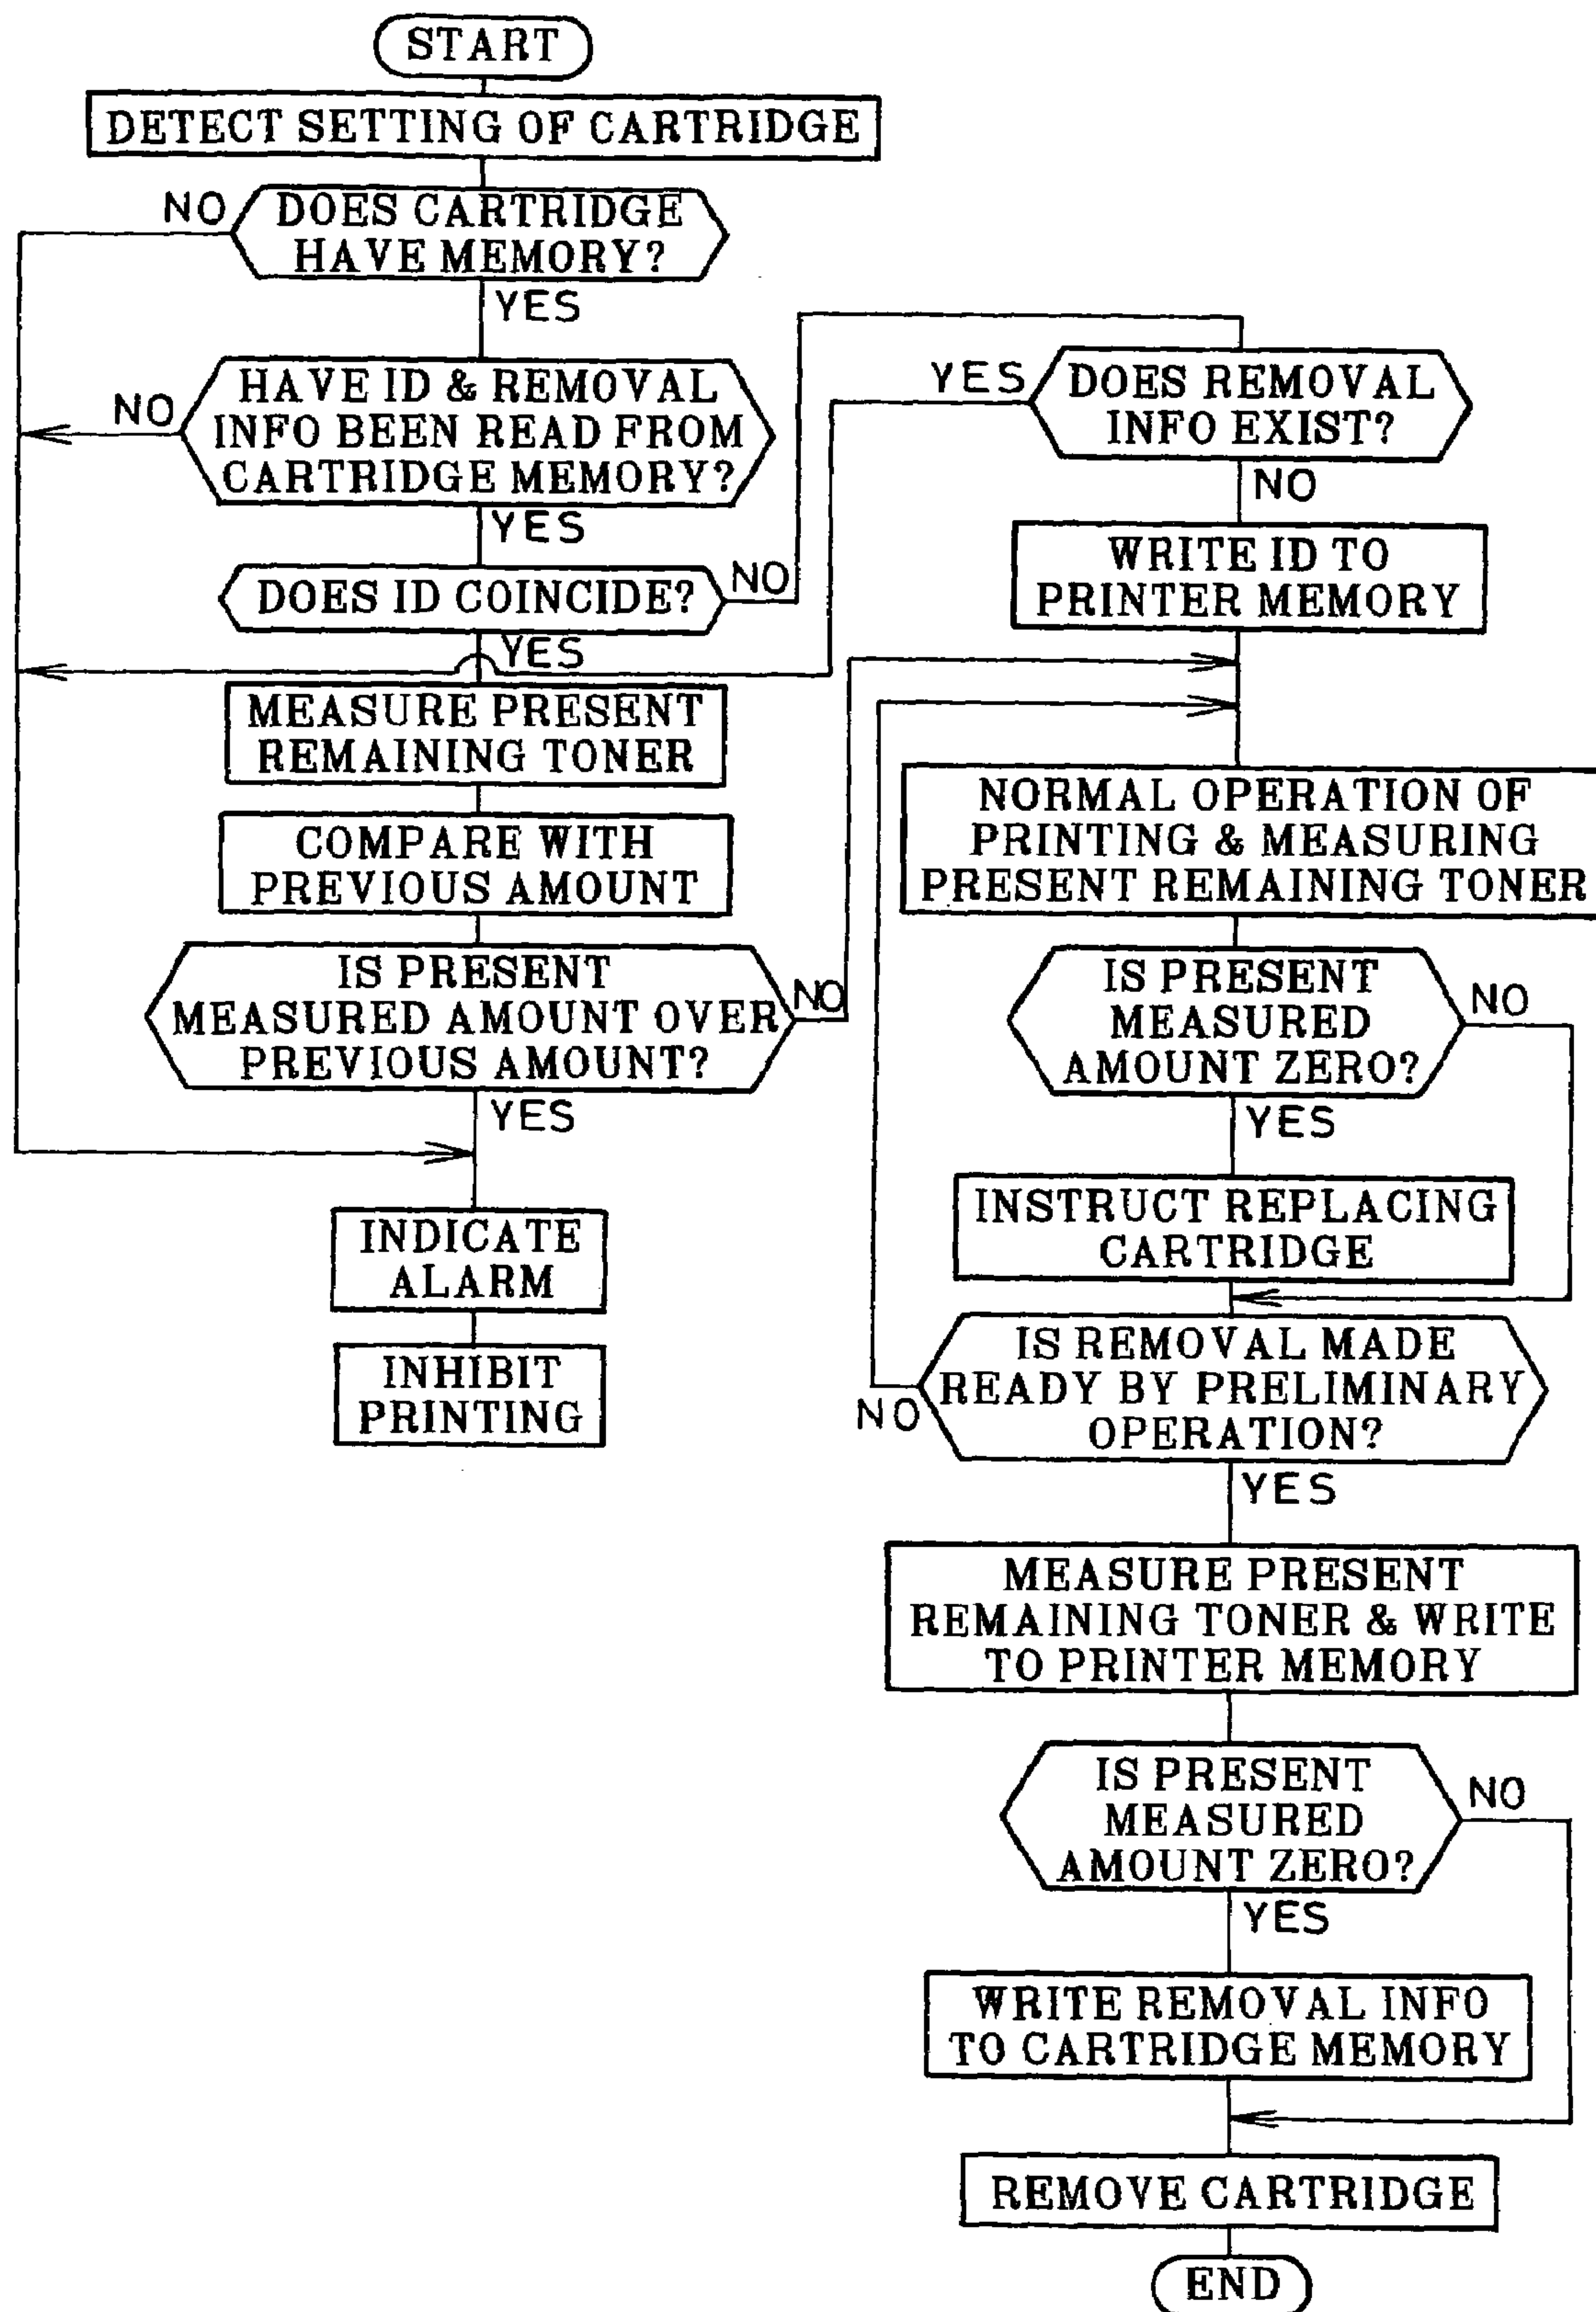 START
DETECT SETTING OF CARTRIDGE
NO
DOES CARTRIDGE
HAVE MEMORY?
YES
NO
HAVE ID & REMOVAL
INFO BEEN READ FROM
CARTRIDGE MEMORY?
YES
DOES ID COINCIDE?
NO
YES
MEASURE PRESENT
REMAINING TONER
COMPARE WITH
PREVIOUS AMOUNT
IS PRESENT
MEASURED AMOUNT OVER
PREVIOUS AMOUNT?
NO
YES
INDICATE
ALARM
INHIBIT
PRINTING
YES
DOES REMOVAL
INFO EXIST?
NO
WRITE ID TO
PRINTER MEMORY
NORMAL OPERATION OF
PRINTING & MEASURING
PRESENT REMAINING TONER
IS PRESENT
MEASURED
AMOUNT ZERO?
NO
YES
INSTRUCT REPLACING
CARTRIDGE
IS REMOVAL MADE
READY BY PRELIMINARY
OPERATION?
NO
YES
MEASURE PRESENT
REMAINING TONER & WRITE
TO PRINTER MEMORY
IS PRESENT
MEASURED
AMOUNT ZERO?
NO
YES
WRITE REMOVAL INFO
TO CARTRIDGE MEMORY
REMOVE CARTRIDGE
END